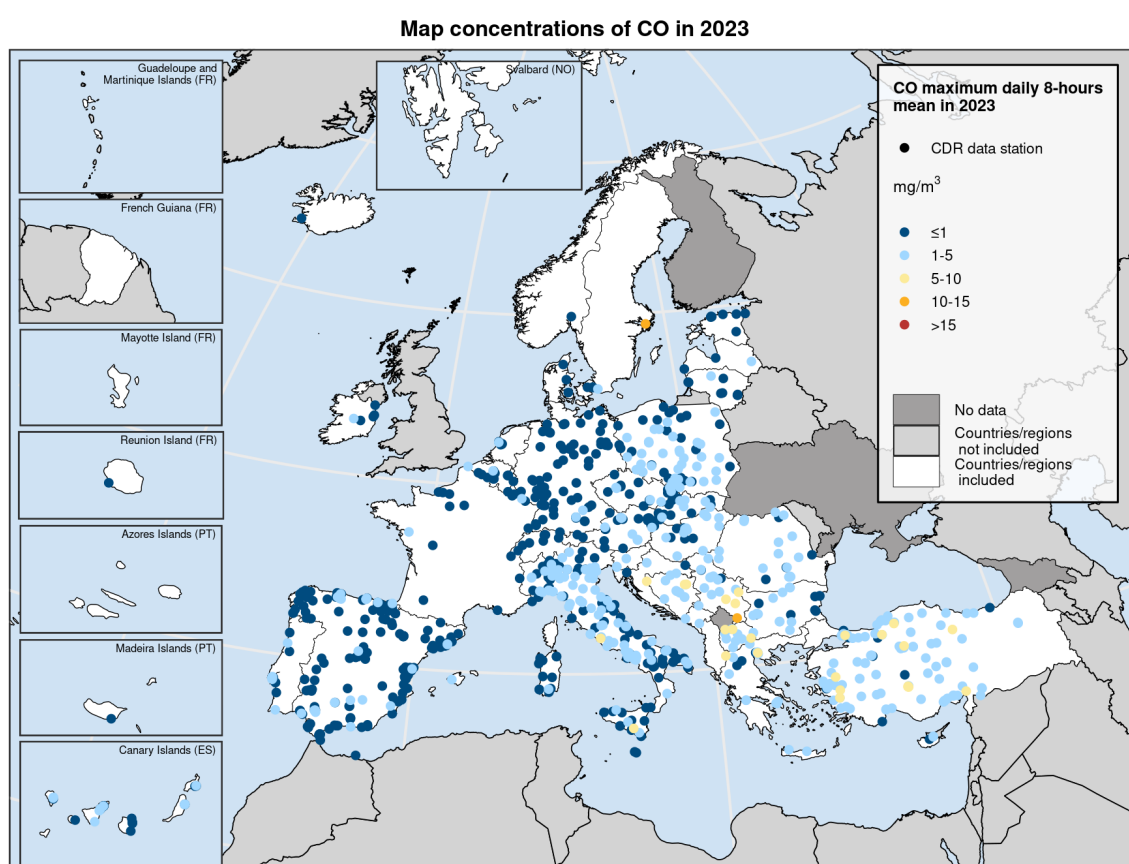 Map concentrations of CO in 2023
Guadeloupe and
Martinique Islands (FR)
Svalbard (NO)
French Guiana (FR)
Mayotte Island (FR)
Reunion Island (FR)
Azores Islands (PT)
Madeira Islands (PT)
Canary Islands (ES)
CO maximum daily 8-hours
mean in 2023
CDR data station
mg/m³
≤1
1-5
5-10
10-15
>15
No data
Countries/regions
not included
Countries/regions
included